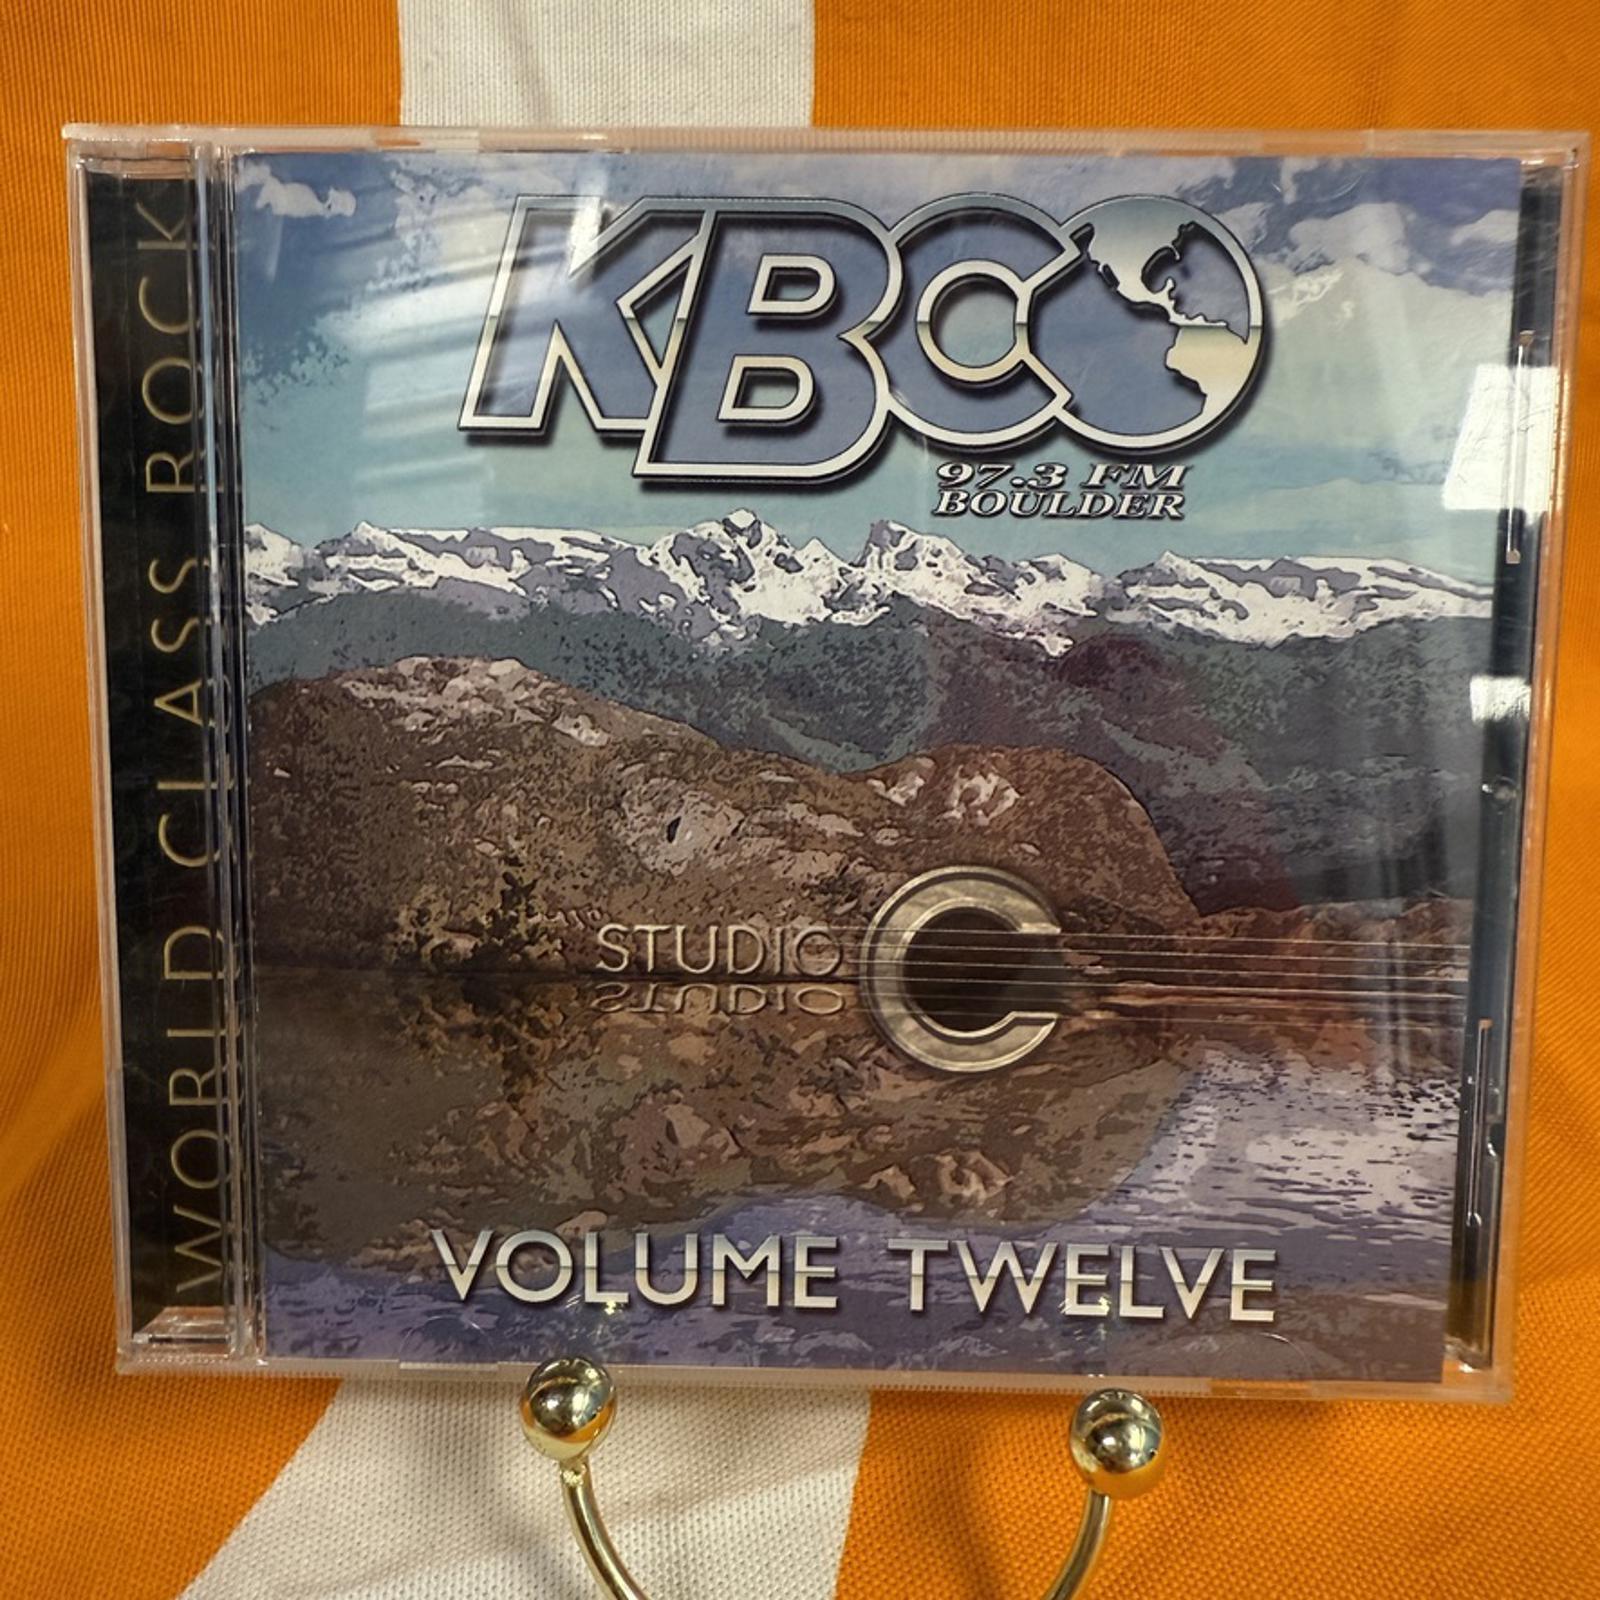 WORLD CLASS ROCK
KBCO
97.3 FM
BOULDER
STUDIO C
STUDIO
VOLUME TWELVE